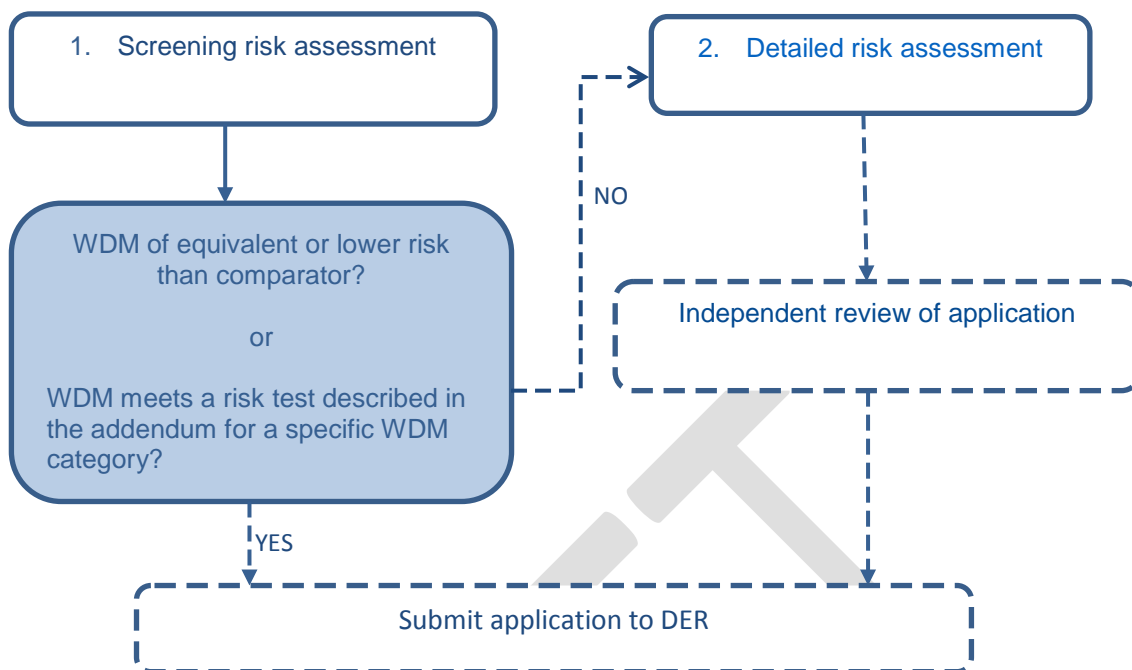 1. Screening risk assessment
2. Detailed risk assessment
NO
WDM of equivalent or lower risk
than comparator?
or
WDM meets a risk test described in
the addendum for a specific WDM
category?
Independent review of application
YES
Submit application to DER